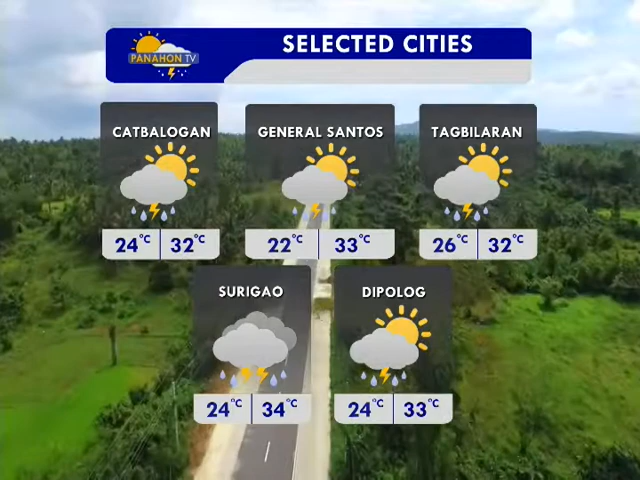 PANAHON TV
SELECTED CITIES
CATBALOGAN
24°C 32°C
GENERAL SANTOS
22°C 33°C
TAGBILARAN
26°C 32°C
SURIGAO
24°C 34°C
DIPOLOG
24°C 33°C